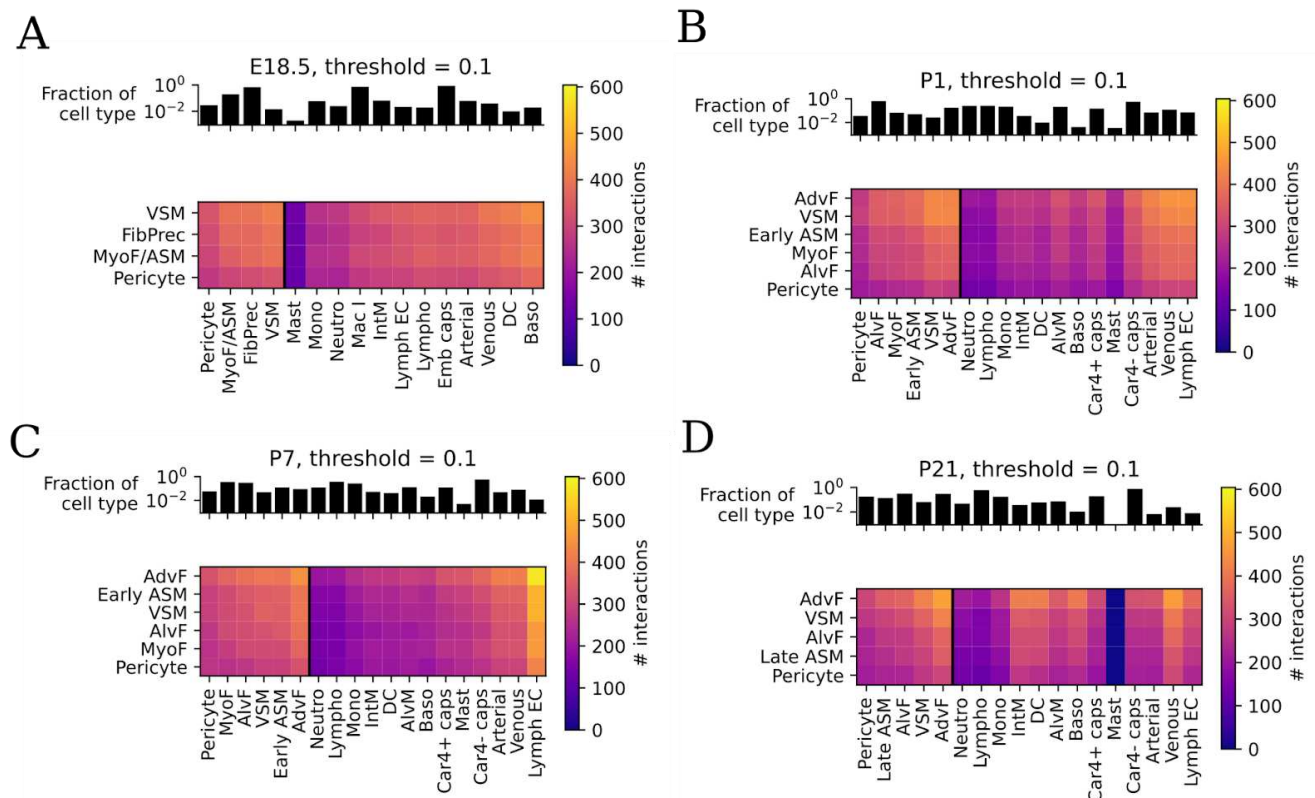 A
E18.5, threshold = 0.1
Fraction of
cell type
10^0
10^-2
VSM
FibPrec
MyoF/ASM
Pericyte
Pericyte
MyoF/ASM
FibPrec
VSM
Mast
Mono
Neutro
Mac I
IntM
Lymph EC
Lympho
Emb caps
Arterial
Venous
DC
Baso
600
500
400
300
200
100
0
# interactions
B
P1, threshold = 0.1
Fraction of
cell type
10^0
10^-2
AdvF
VSM
Early ASM
MyoF
AlvF
Pericyte
Pericyte
AlvF
MyoF
Early ASM
VSM
AdvF
Neutro
Lympho
Mono
IntM
DC
AlvM
Baso
Car4+ caps
Mast
Car4- caps
Arterial
Venous
Lymph EC
600
500
400
300
200
100
0
# interactions
C
P7, threshold = 0.1
Fraction of
cell type
10^0
10^-2
AdvF
Early ASM
VSM
AlvF
MyoF
Pericyte
Pericyte
MyoF
AlvF
VSM
Early ASM
AdvF
Neutro
Lympho
Mono
IntM
DC
AlvM
Baso
Car4+ caps
Mast
Car4- caps
Arterial
Venous
Lymph EC
600
500
400
300
200
100
0
# interactions
D
P21, threshold = 0.1
Fraction of
cell type
10^0
10^-2
AdvF
VSM
AlvF
Late ASM
Pericyte
Pericyte
Late ASM
AlvF
VSM
AdvF
Neutro
Lympho
Mono
IntM
DC
AlvM
Baso
Car4+ caps
Mast
Car4- caps
Arterial
Venous
Lymph EC
600
500
400
300
200
100
0
# interactions